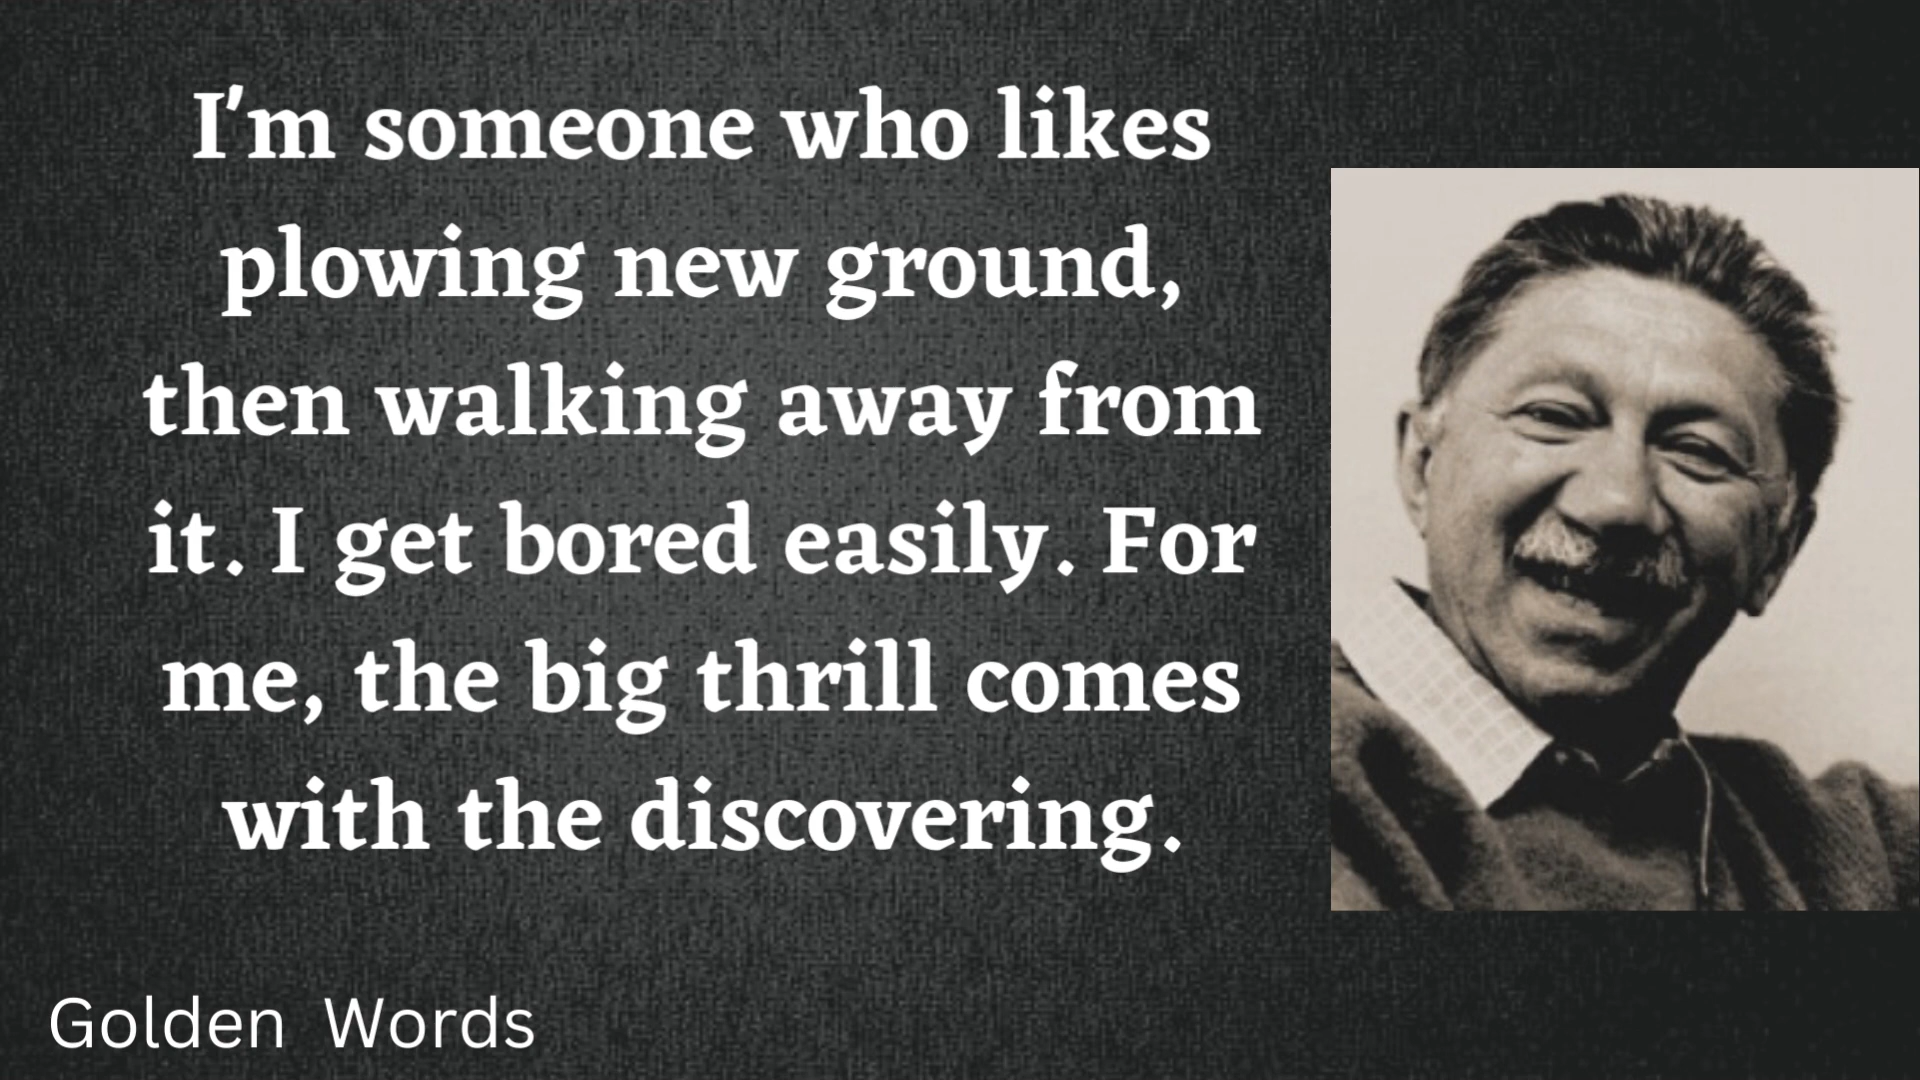 I'm someone who likes
plowing new ground,
then walking away from
it. I get bored easily. For
me, the big thrill comes
with the discovering.
Golden Words